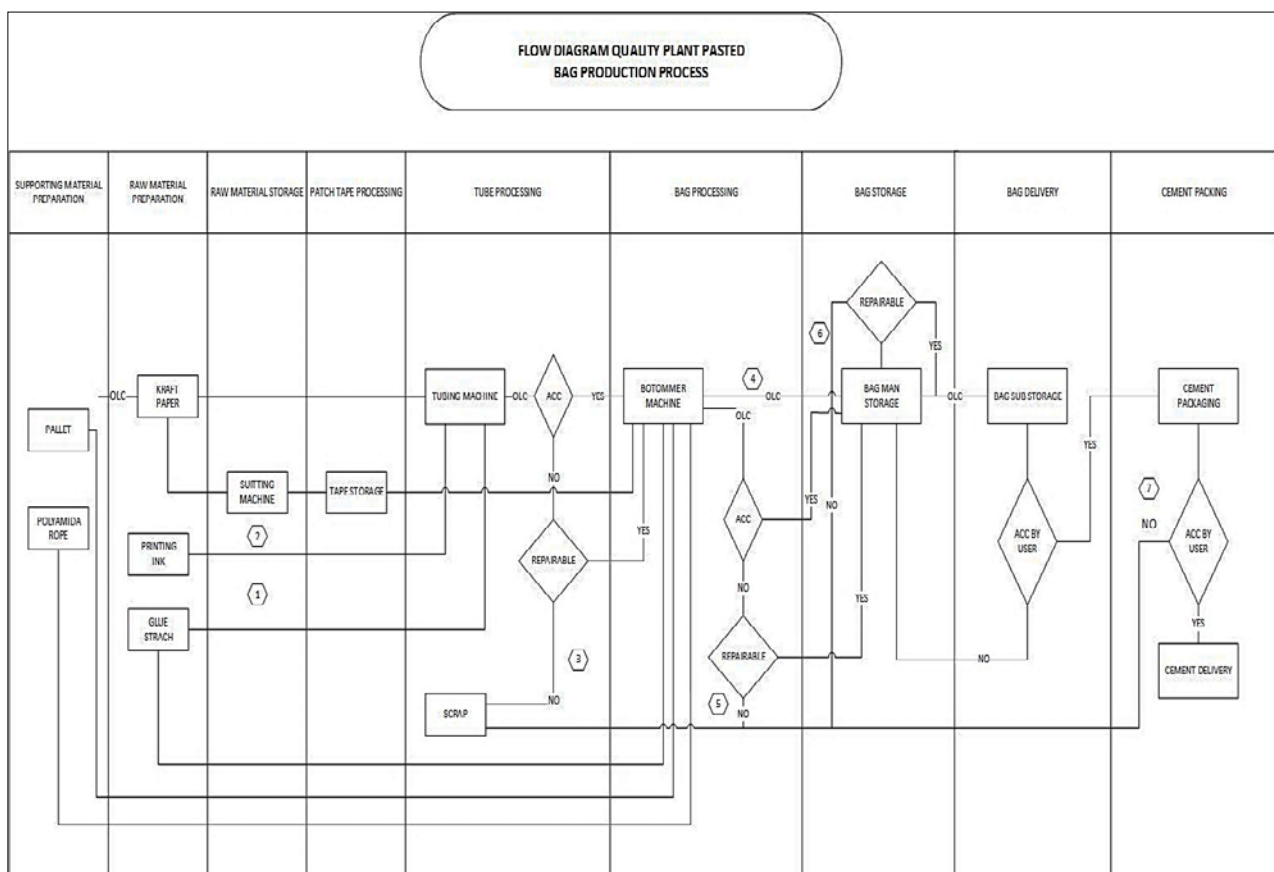 FLOW DIAGRAM QUALITY PLANT PASTED
BAG PRODUCTION PROCESS
SUPPORTING MATERIAL
PREPARATION
RAW MATERIAL
PREPARATION
RAW MATERIAL STORAGE
PATCH TAPE PROCESSING
TUBE PROCESSING
BAG PROCESSING
BAG STORAGE
BAG DELIVERY
CEMENT PACKING
REPAIRABLE
6
YES
YES
KRAFT
PAPER
OLC
TUBING MACHINE
OLC
ACC
YES
BOTOMMER
MACHINE
4
OLC
OLC
BAG MAN
STORAGE
OLC
BAG SUB STORAGE
CEMENT
PACKAGING
PALLET
YES
NO
SUITTING
MACHINE
TAPE STORAGE
ACC
YES
NO
7
NO
POLYAMIDA
ROPE
2
YES
ACC BY
USER
ACC BY
USER
PRINTING
INK
REPAIRABLE
1
NO
YES
YES
GLUE
STRACH
3
REPAIRABLE
NO
CEMENT DELIVERY
NO
5
NO
SCRAP